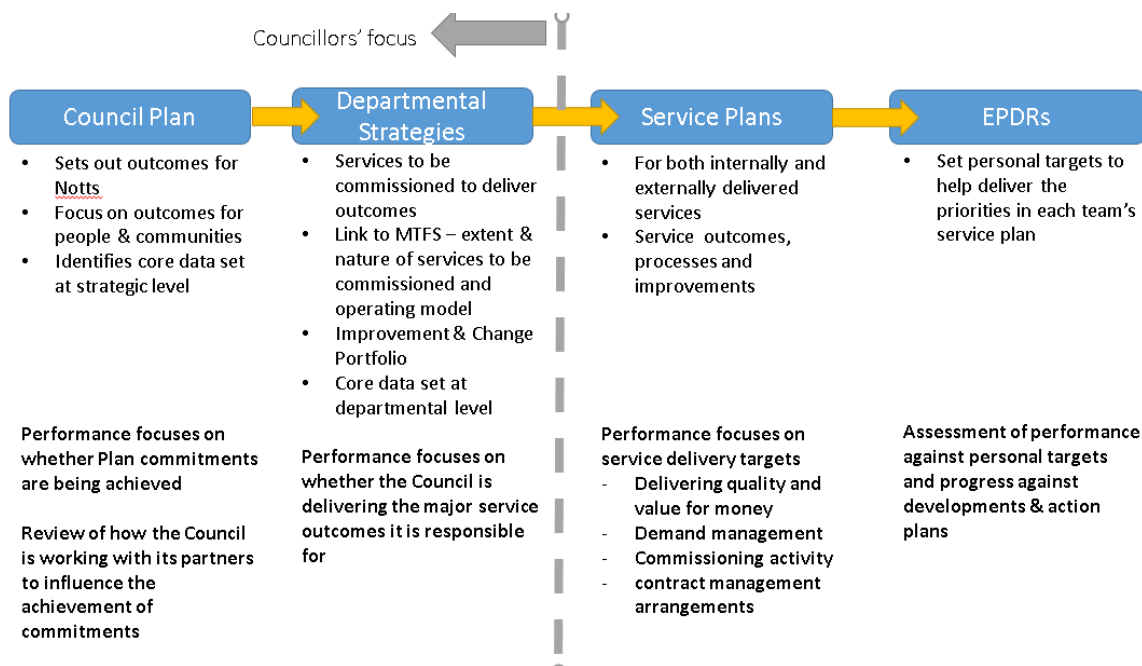 Councillors' focus
Council Plan
• Sets out outcomes for
Notts
• Focus on outcomes for
people & communities
• Identifies core data set
at strategic level
Performance focuses on
whether Plan commitments
are being achieved
Review of how the Council
is working with its partners
to influence the
achievement of
commitments
Departmental
Strategies
• Services to be
commissioned to deliver
outcomes
• Link to MTFS – extent &
nature of services to be
commissioned and
operating model
• Improvement & Change
Portfolio
• Core data set at
departmental level
Performance focuses on
whether the Council is
delivering the major service
outcomes it is responsible
for
Service Plans
• For both internally and
externally delivered
services
• Service outcomes,
processes and
improvements
Performance focuses on
service delivery targets
- Delivering quality and
value for money
- Demand management
- Commissioning activity
- contract management
arrangements
EPDRs
• Set personal targets to
help deliver the
priorities in each team's
service plan
Assessment of performance
against personal targets
and progress against
developments & action
plans